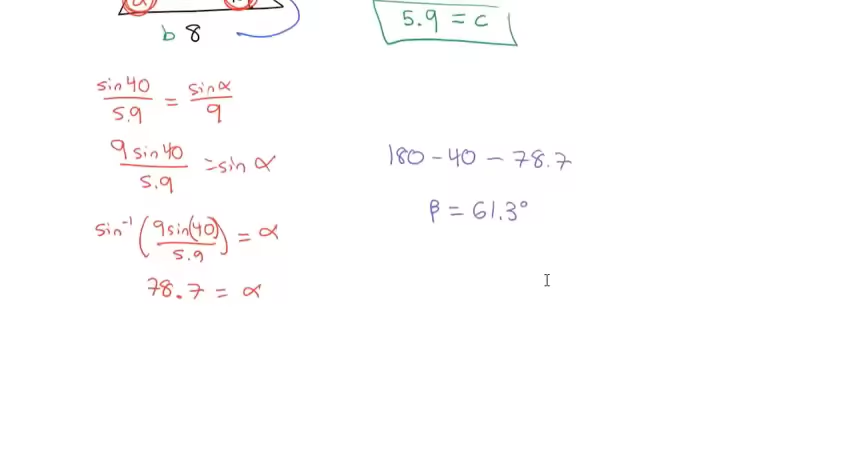 b 8
5.9 = c
sin 40/5.9 = sin α/9
9 sin 40/5.9 = sin α
sin⁻¹ (9 sin(40)/5.9) = α
78.7 = α
180 - 40 - 78.7
β = 61.3°